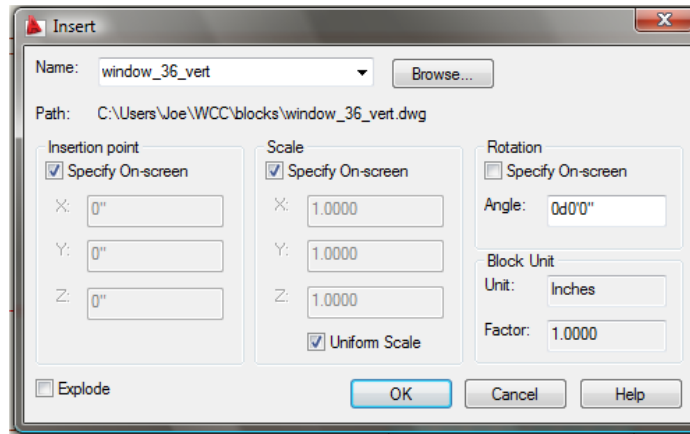 Insert
Name: window_36_vert Browse...
Path: C:\Users\Joe\WCC\blocks\window_36_vert.dwg
Insertion point
Specify On-screen
X: 0"
Y: 0"
Z: 0"
Scale
Specify On-screen
X: 1.0000
Y: 1.0000
Z: 1.0000
Uniform Scale
Rotation
Specify On-screen
Angle: 0d0'0"
Block Unit
Unit: Inches
Factor: 1.0000
Explode
OK Cancel Help